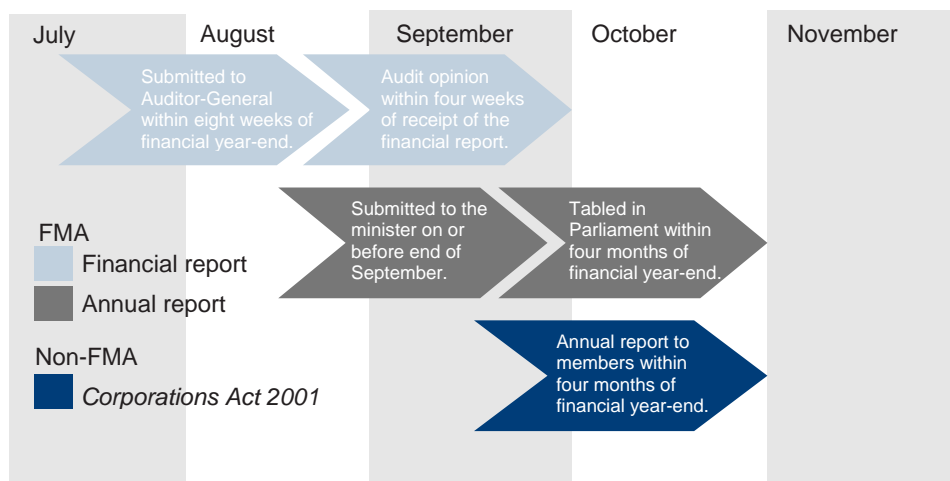 July
August
September
October
November
Submitted to
Auditor-General
within eight weeks of
financial year-end.
Audit opinion
within four weeks
of receipt of the
financial report.
Submitted to the
minister on or
before end of
September.
Tabled in
Parliament within
four months of
financial year-end.
FMA
Financial report
Annual report
Non-FMA
Corporations Act 2001
Annual report to
members within
four months of
financial year-end.